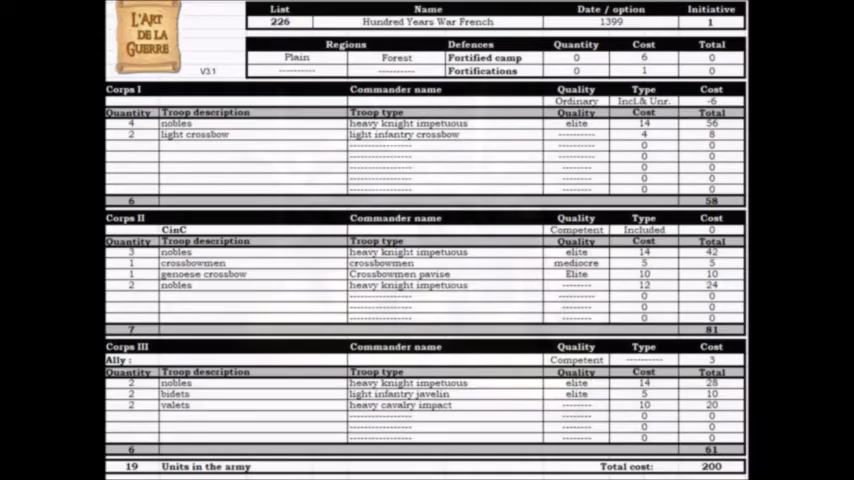 L'ART DE LA GUERRE
V3.1
List Name Date / option Initiative
226 Hundred Years War French 1399 1
Regions Defences Quantity Cost Total
Plain Forest Fortified camp 0 6 0
---------- ---------- Fortifications 0 1 0
Corps I Commander name Quality Type Cost
Ordinary Incl.& Unr. -6
Quantity Troop description Troop type Quality Cost Total
4 nobles heavy knight impetuous elite 14 56
2 light crossbow light infantry crossbow --------- 4 8
---------------- --------- 0 0
---------------- --------- 0 0
---------------- --------- 0 0
---------------- --------- 0 0
---------------- --------- 0 0
6 58
Corps II Commander name Quality Type Cost
CinC Competent Included 0
Quantity Troop description Troop type Quality Cost Total
3 nobles heavy knight impetuous elite 14 42
1 crossbowmen crossbowmen mediocre 5 5
1 genoese crossbow Crossbowmen pavise Elite 10 10
2 nobles heavy knight impetuous --------- 12 24
---------------- --------- 0 0
---------------- --------- 0 0
---------------- --------- 0 0
7 81
Corps III Commander name Quality Type Cost
Ally : Competent ---------- 3
Quantity Troop description Troop type Quality Cost Total
2 nobles heavy knight impetuous elite 14 28
2 bidets light infantry javelin elite 5 10
2 valets heavy cavalry impact -------- 10 20
---------------- --------- 0 0
---------------- --------- 0 0
---------------- --------- 0 0
6 61
19 Units in the army Total cost: 200